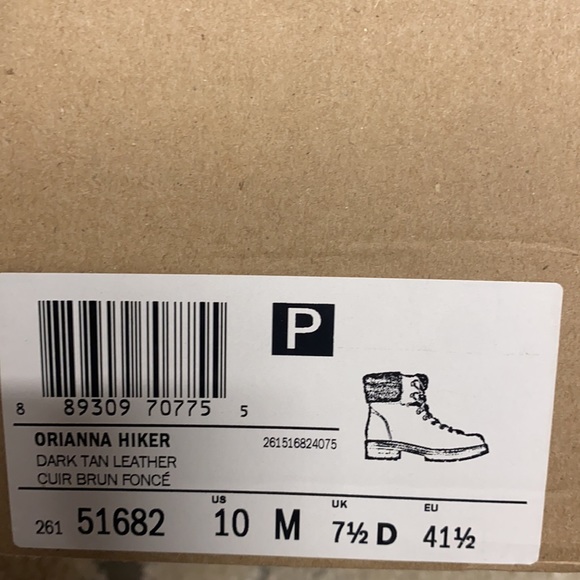 P
8 89309 70775 5
ORIANNA HIKER 261516824075
DARK TAN LEATHER
CUIR BRUN FONCÉ
US UK EU
261 51682 10 M 7½ D 41½